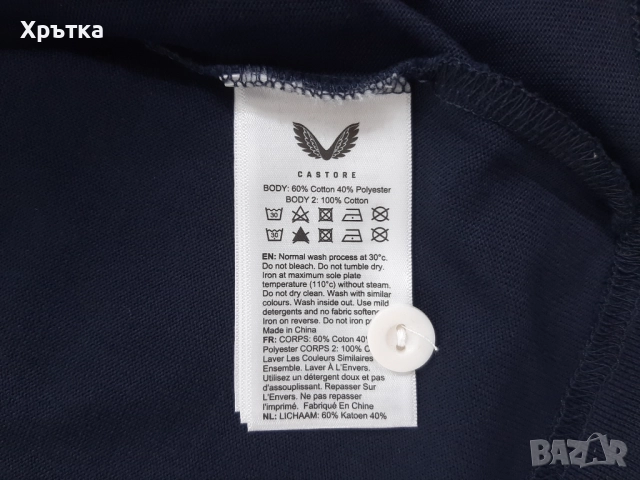 Хрътка
CASTORE
BODY: 60% Cotton 40% Polyester
BODY 2: 100% Cotton
30
30
EN: Normal wash process at 30°c.
Do not bleach. Do not tumble dry.
Iron at maximum sole plate
temperature (110°c) without steam.
Do not dry clean. Wash with similar
colours. Wash inside out. Use mild
detergents and no fabric
Iron on reverse. Do not iron
Made in China
FR: CORPS: 60% Coton 40%
Polyester CORPS 2: 100%
Laver Les Couleurs Similaires
Ensemble. Laver À L'Envers.
Utilisez un détergent doux et pas
d'assouplissant. Repasser Sur
L'Envers. Ne pas repasser
l'imprimé. Fabriqué En Chine
NL: LICHAAM: 60% Katoen 40%
BAZAR